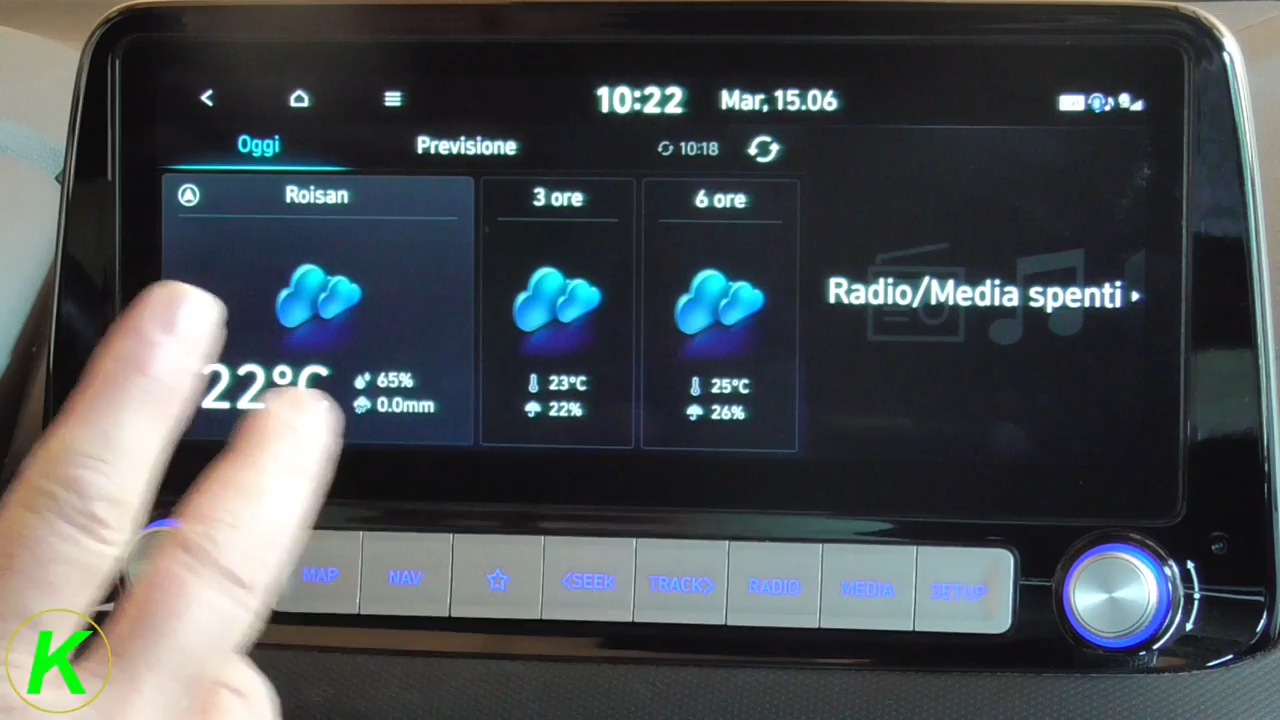 10:22 Mar, 15.06
Oggi Previsione 10:18
Roisan 3 ore 6 ore
Radio/Media spenti
22°C 65% 23°C 25°C
0.0mm 22% 26%
MAP NAV <SEEK TRACK> RADIO MEDIA SETUP
K